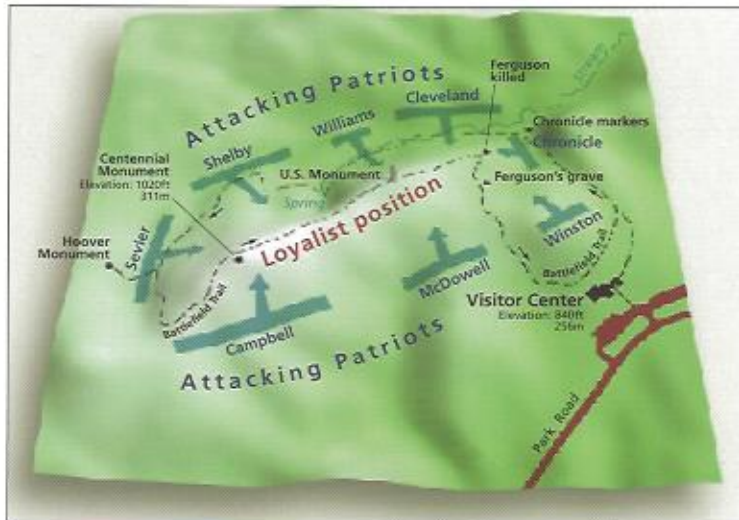 Attacking Patriots
Ferguson
killed
Cleveland
Williams
Chronicle markers
Chronicle
Shelby
Centennial
Monument
Elevation: 1020ft
311m
U.S. Monument
Spring
Ferguson's grave
Loyalist position
Hoover
Monument
Sevier
Winston
Battlefield Trail
McDowell
Visitor Center
Elevation: 840ft
256m
Battlefield Trail
Campbell
Attacking Patriots
Park Road